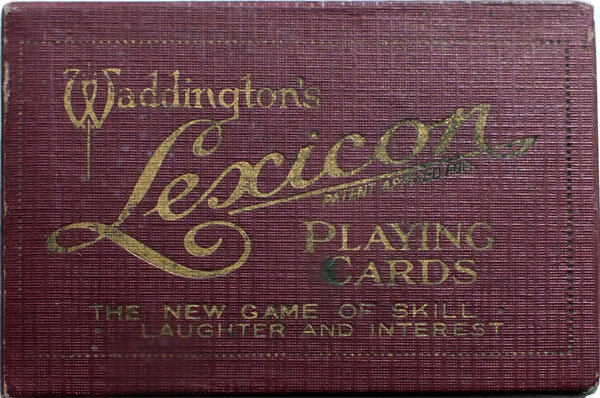 Waddington's
Lexicon
PATENT APPLIED FOR
PLAYING
CARDS
THE NEW GAME OF SKILL -
LAUGHTER AND INTEREST